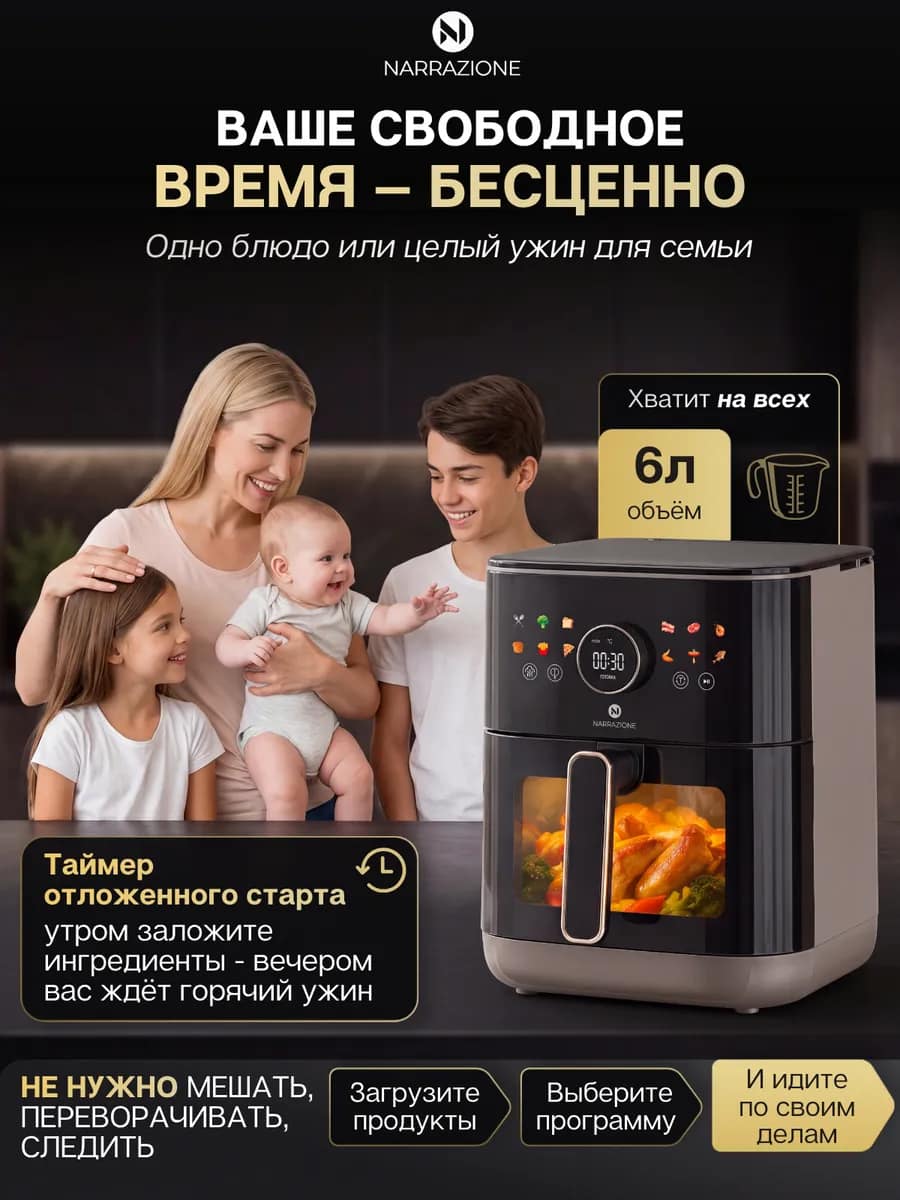 NARRAZIONE
ВАШЕ СВОБОДНОЕ
ВРЕМЯ – БЕСЦЕННО
Одно блюдо или целый ужин для семьи
Хватит на всех
6л
объём
00:30
NARRAZIONE
Таймер
отложенного старта
утром заложите
ингредиенты - вечером
вас ждёт горячий ужин
НЕ НУЖНО МЕШАТЬ,
ПЕРЕВОРАЧИВАТЬ,
СЛЕДИТЬ
Загрузите
продукты
Выберите
программу
И идите
по своим
делам